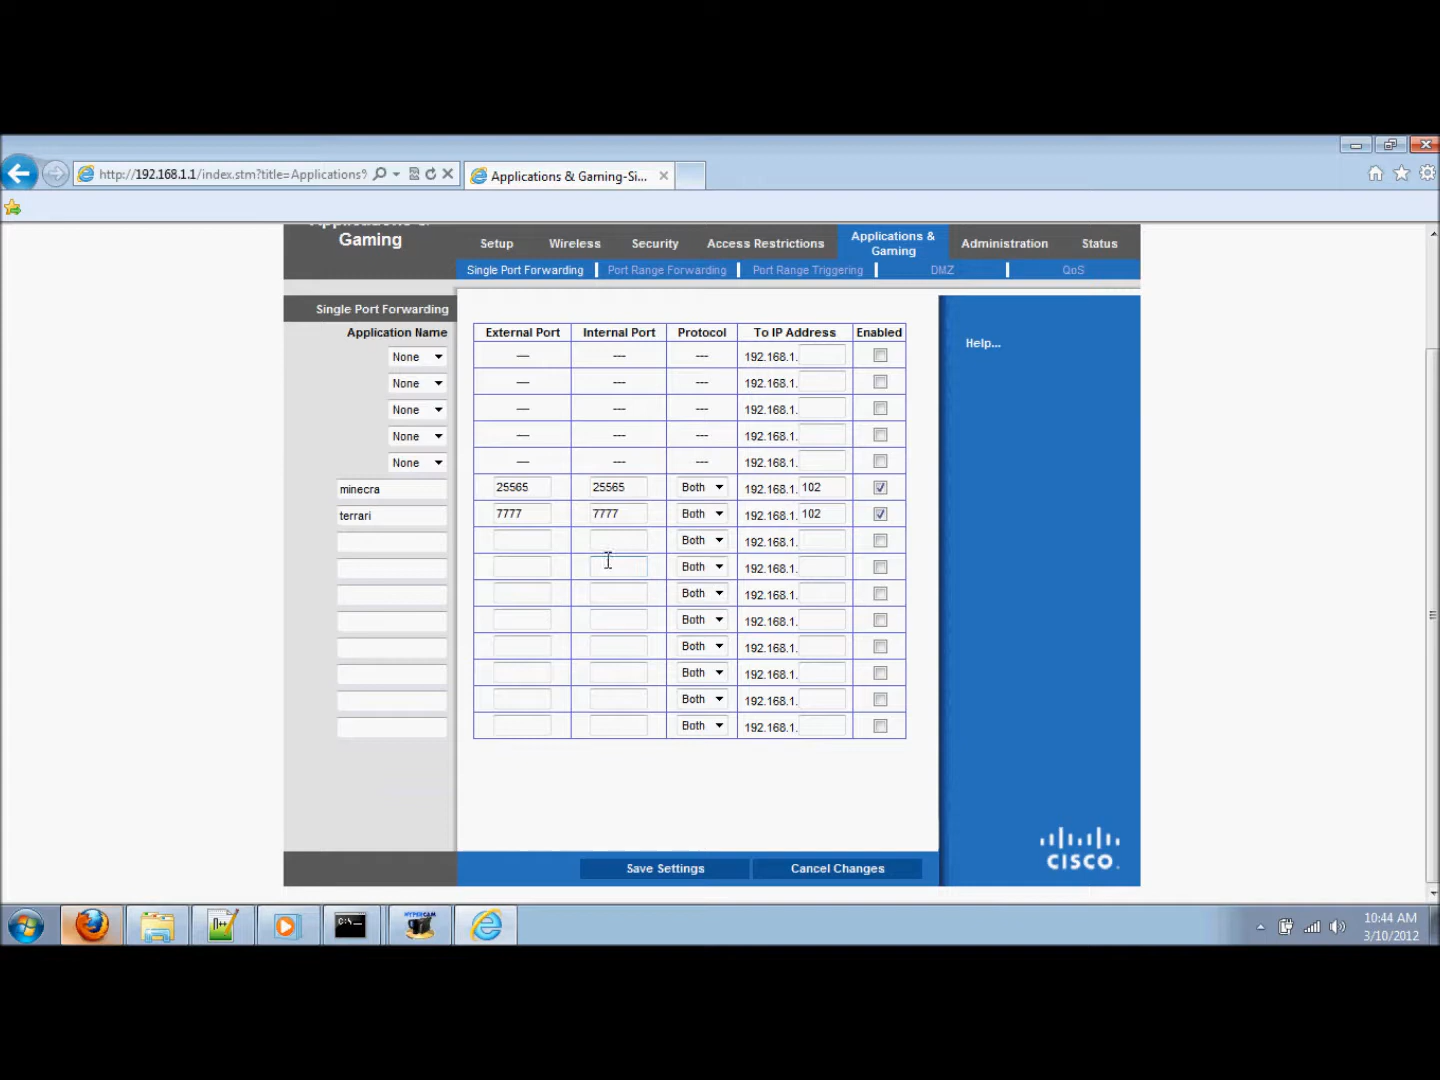 http://192.168.1.1/index.stm?title=Applications%
Applications & Gaming-Si...
Gaming
Setup
Wireless
Security
Access Restrictions
Applications &
Gaming
Administration
Status
Single Port Forwarding
Port Range Forwarding
Port Range Triggering
DMZ
QoS
Single Port Forwarding
Application Name
External Port Internal Port Protocol To IP Address Enabled
Help...
None — --- --- 192.168.1.
None — --- --- 192.168.1.
None — --- --- 192.168.1.
None — --- --- 192.168.1.
None — --- --- 192.168.1.
minecra 25565 25565 Both 192.168.1. 102
terrari 7777 7777 Both 192.168.1. 102
Both 192.168.1.
Both 192.168.1.
Both 192.168.1.
Both 192.168.1.
Both 192.168.1.
Both 192.168.1.
Both 192.168.1.
Both 192.168.1.
CISCO.
Save Settings
Cancel Changes
HYPERCAM
10:44 AM
3/10/2012